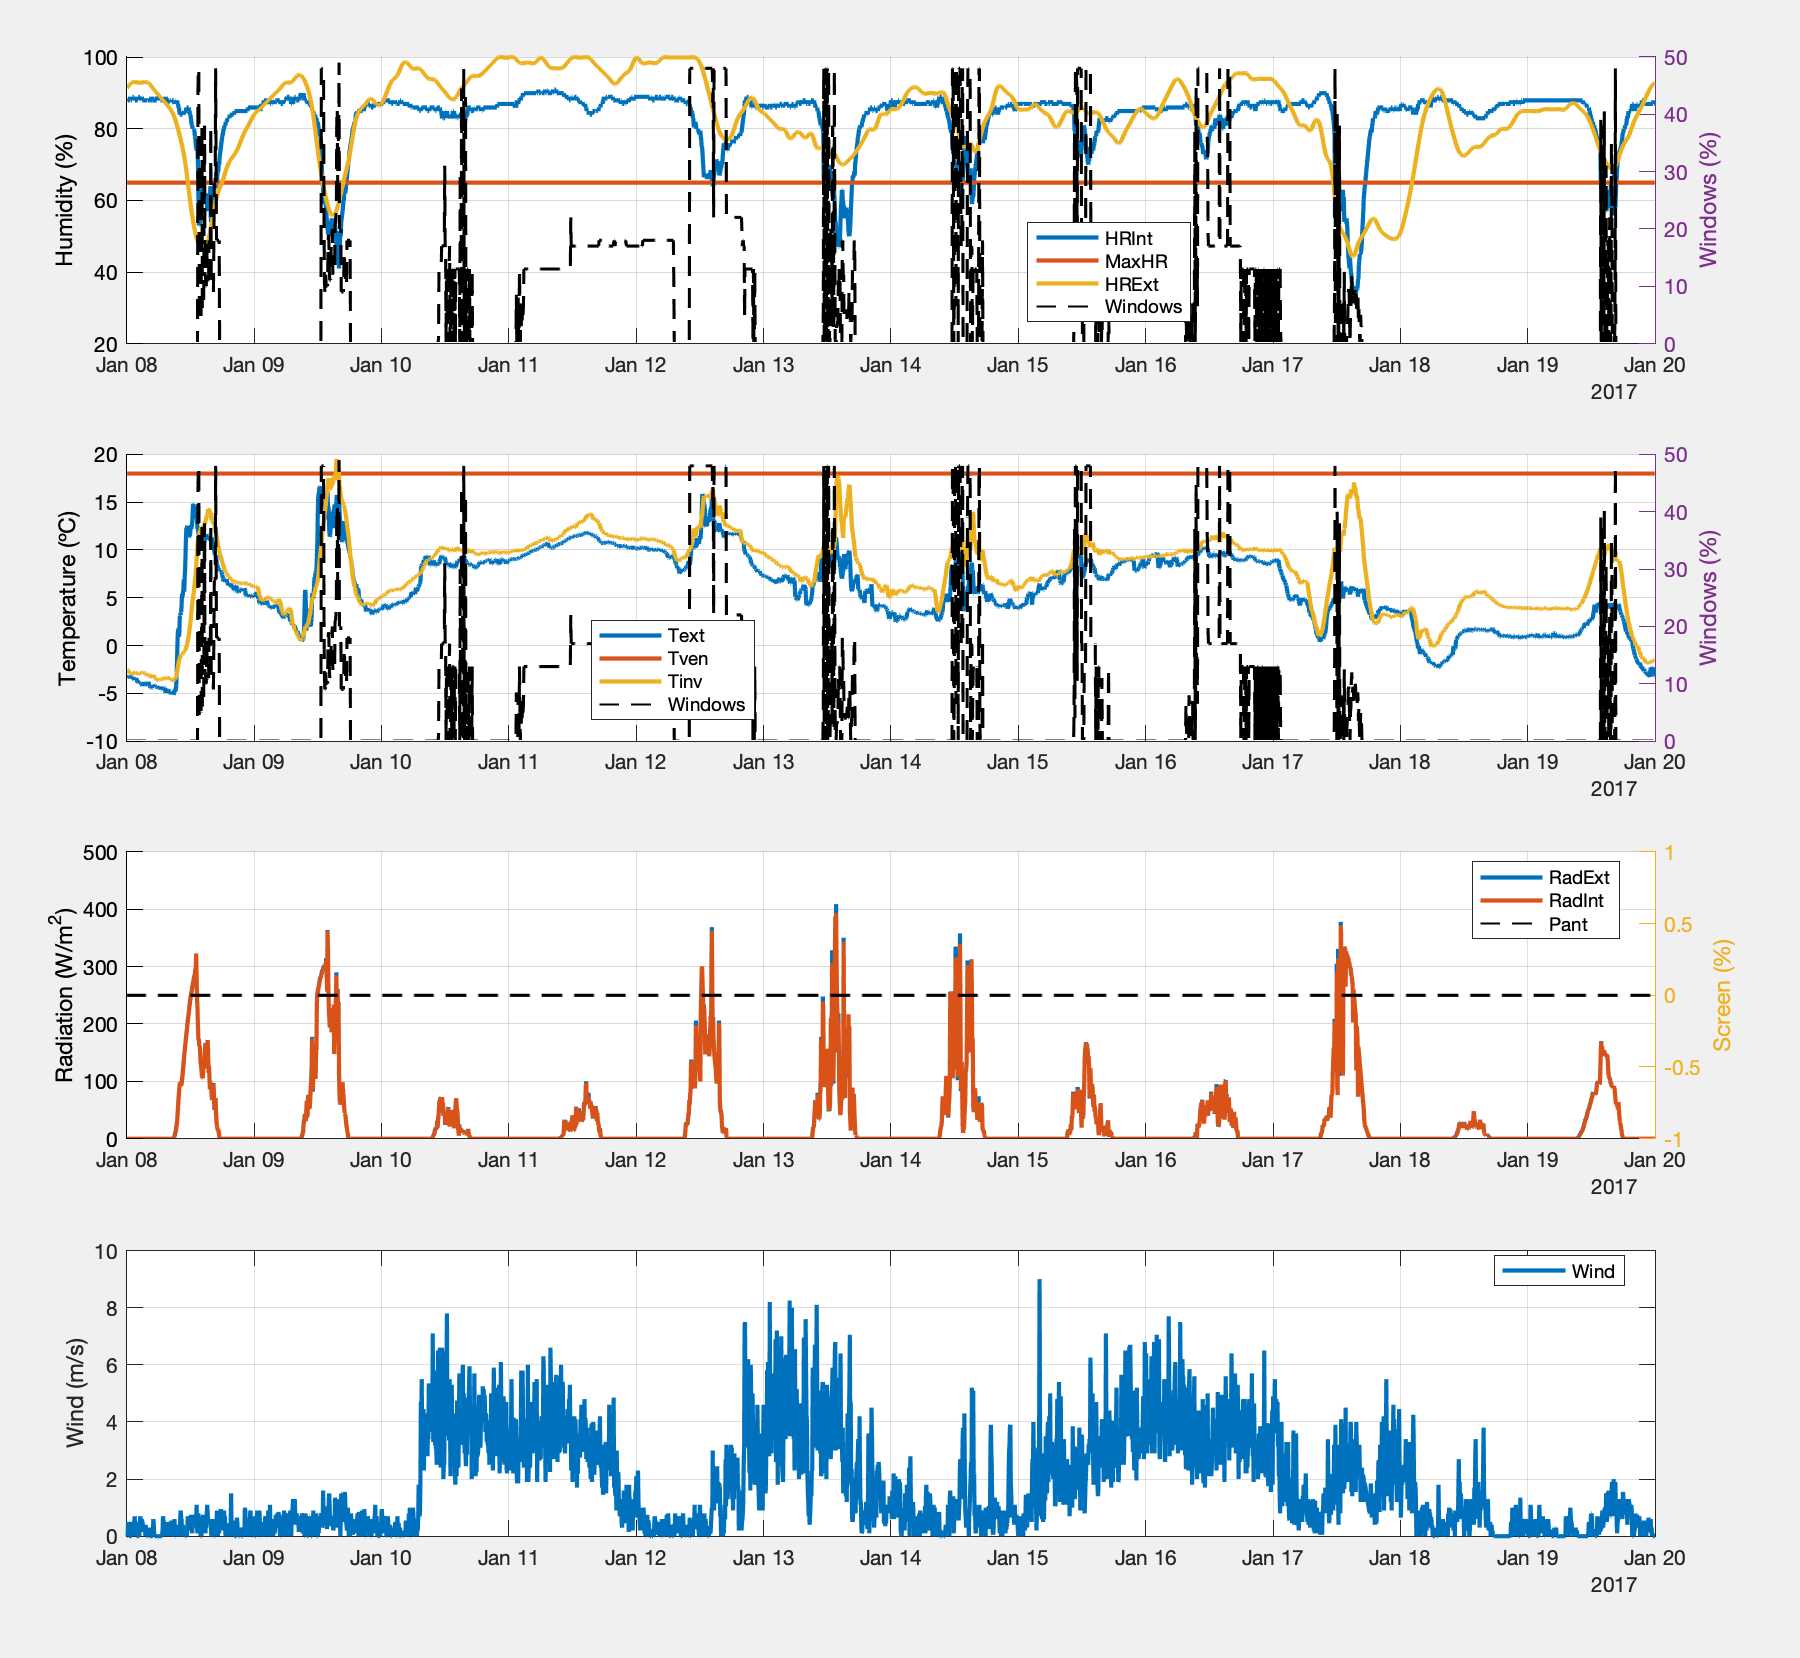 100
80
60
40
20
Humidity (%)
50
40
30
20
10
0
Windows (%)
HRInt
MaxHR
HRExt
Windows
Jan 08 Jan 09 Jan 10 Jan 11 Jan 12 Jan 13 Jan 14 Jan 15 Jan 16 Jan 17 Jan 18 Jan 19 Jan 20
2017
20
15
10
5
0
-5
-10
Temperature (ºC)
50
40
30
20
10
0
Windows (%)
Text
Tven
Tinv
Windows
Jan 08 Jan 09 Jan 10 Jan 11 Jan 12 Jan 13 Jan 14 Jan 15 Jan 16 Jan 17 Jan 18 Jan 19 Jan 20
2017
500
400
300
200
100
0
Radiation (W/m²)
1
0.5
0
-0.5
-1
Screen (%)
RadExt
RadInt
Pant
Jan 08 Jan 09 Jan 10 Jan 11 Jan 12 Jan 13 Jan 14 Jan 15 Jan 16 Jan 17 Jan 18 Jan 19 Jan 20
2017
10
8
6
4
2
0
Wind (m/s)
Wind
Jan 08 Jan 09 Jan 10 Jan 11 Jan 12 Jan 13 Jan 14 Jan 15 Jan 16 Jan 17 Jan 18 Jan 19 Jan 20
2017